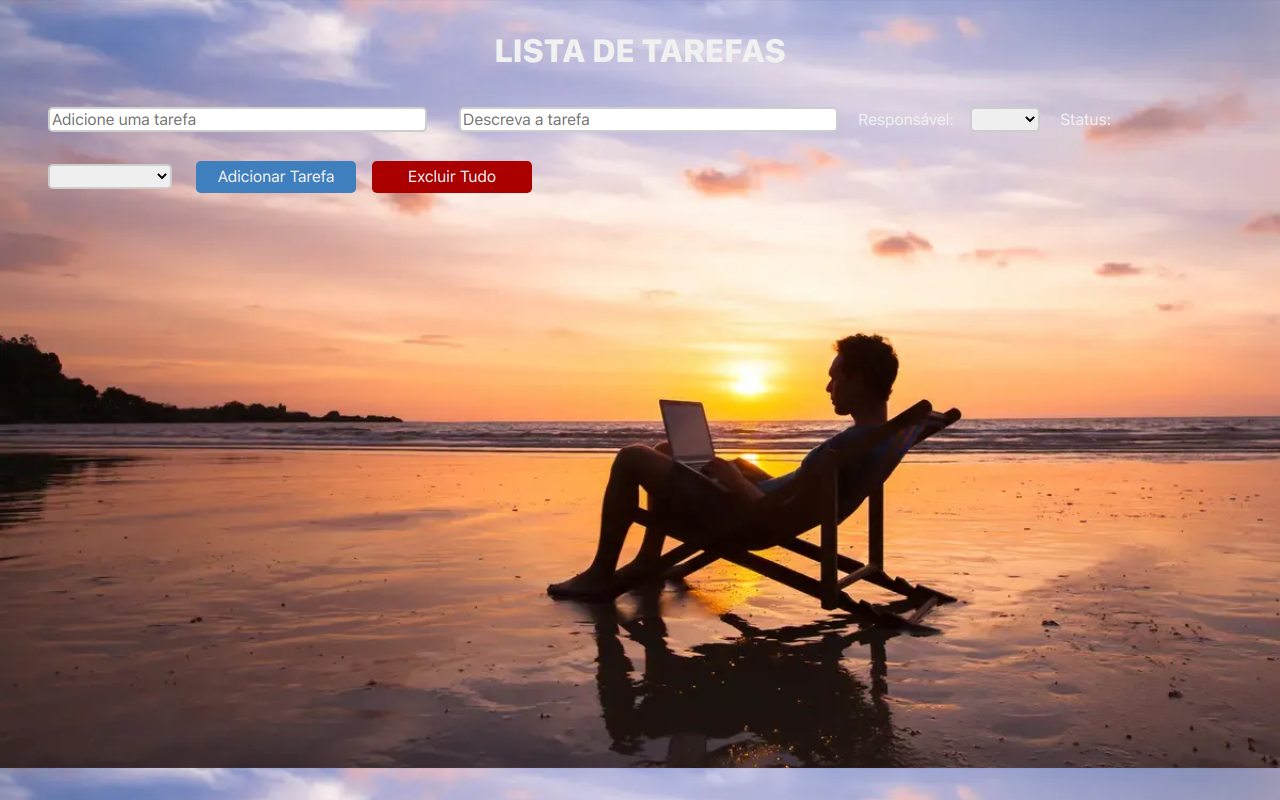 LISTA DE TAREFAS
Adicione uma tarefa Descreva a tarefa Responsável: Status:
Adicionar Tarefa Excluir Tudo